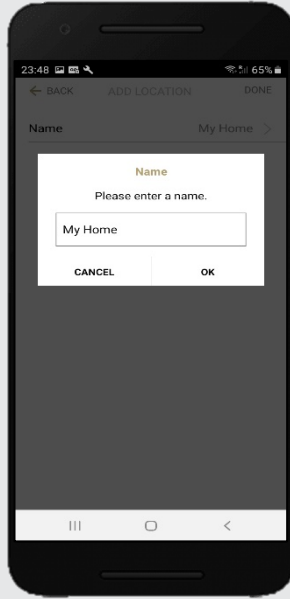 23:48 65%
← BACK ADD LOCATION DONE
Name My Home >
Name
Please enter a name.
My Home
CANCEL OK